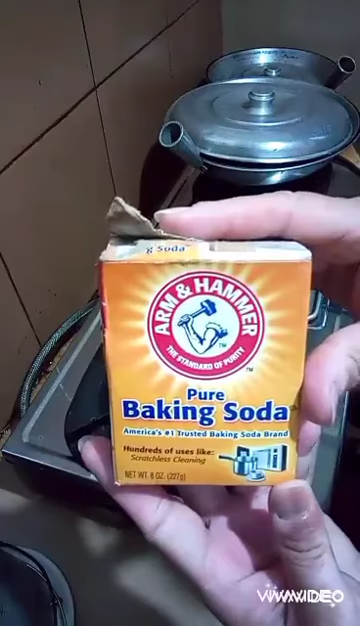 g Soda
ARM & HAMMER
™
THE STANDARD OF PURITY
™
Pure
Baking Soda
America's #1 Trusted Baking Soda Brand
Hundreds of uses like:
Scratchless Cleaning
NET WT. 8 OZ. (227g)
VIVAVIDEO